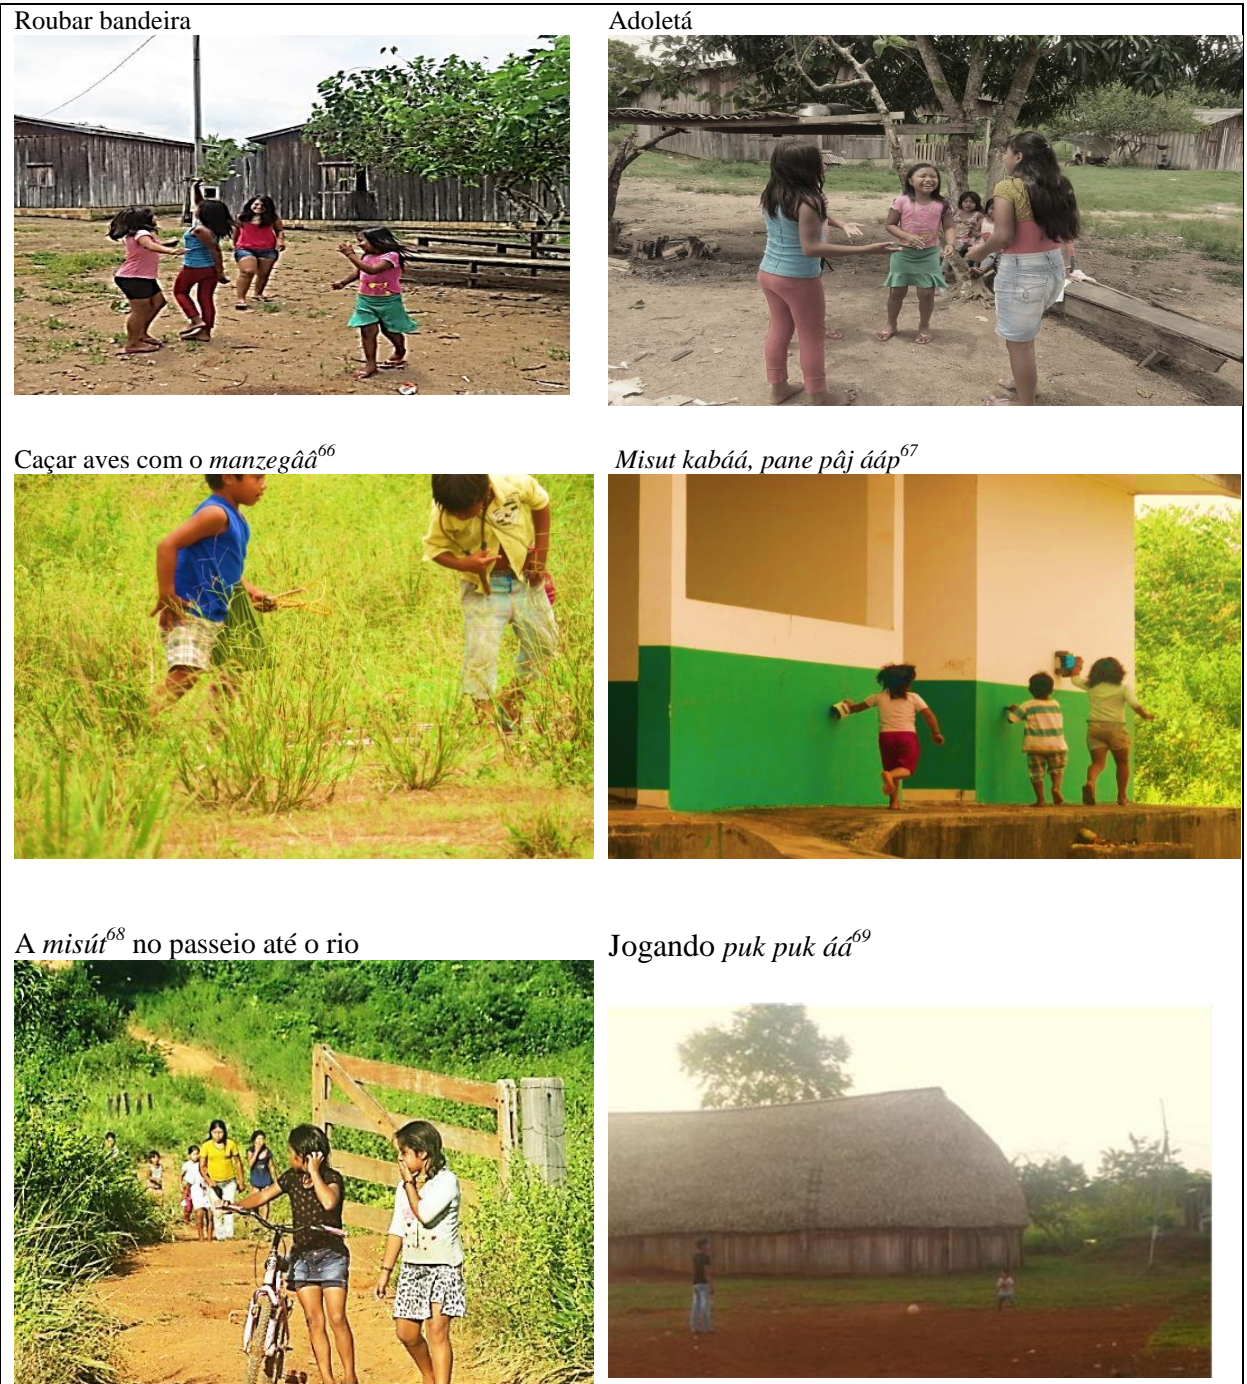 Roubar bandeira
Adoletá
Caçar aves com o manzegââ66
Misut kabáá, pane pâj ááp67
A misút68 no passeio até o rio
Jogando puk puk áá69